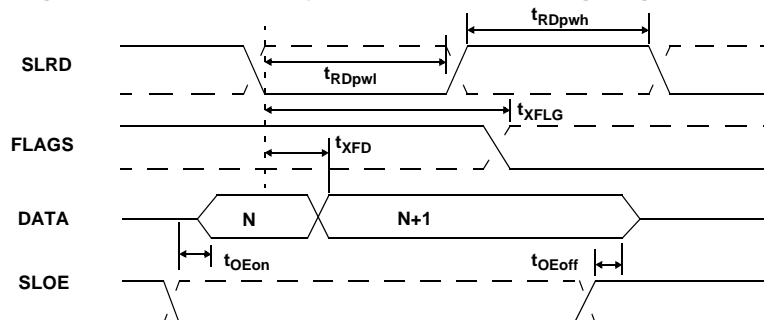 tRDpwh
SLRD
tRDpwl
tXFLG
FLAGS
tXFD
DATA
N
N+1
tOEon
tOEoff
SLOE